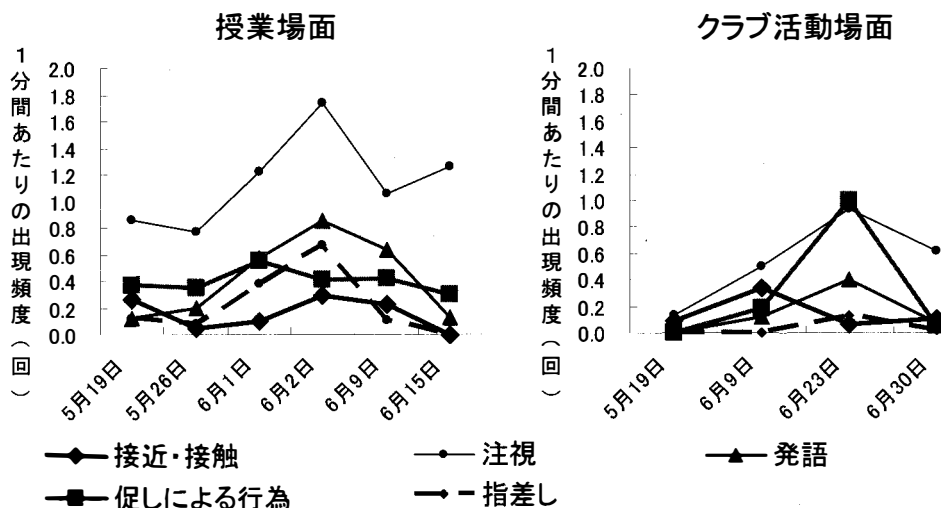 授業場面
1分間あたりの出現頻度(回)
2.0
1.8
1.6
1.4
1.2
1.0
0.8
0.6
0.4
0.2
0.0
5月19日
5月26日
6月1日
6月2日
6月9日
6月15日
クラブ活動場面
1分間あたりの出現頻度(回)
2.0
1.8
1.6
1.4
1.2
1.0
0.8
0.6
0.4
0.2
0.0
5月19日
6月9日
6月23日
6月30日
接近・接触
注視
発語
促しによる行為
指差し